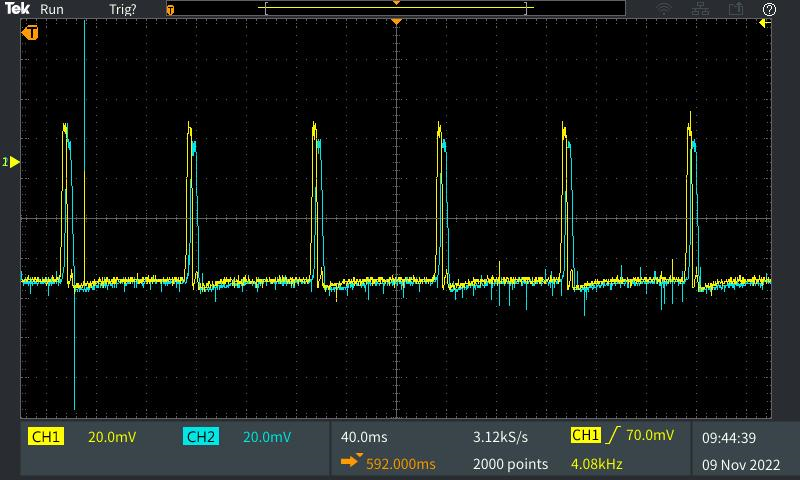 Tek Run Trig? T ?
T
CH1 20.0mV CH2 20.0mV 40.0ms 3.12kS/s CH1 70.0mV 09:44:39
592.000ms 2000 points 4.08kHz 09 Nov 2022